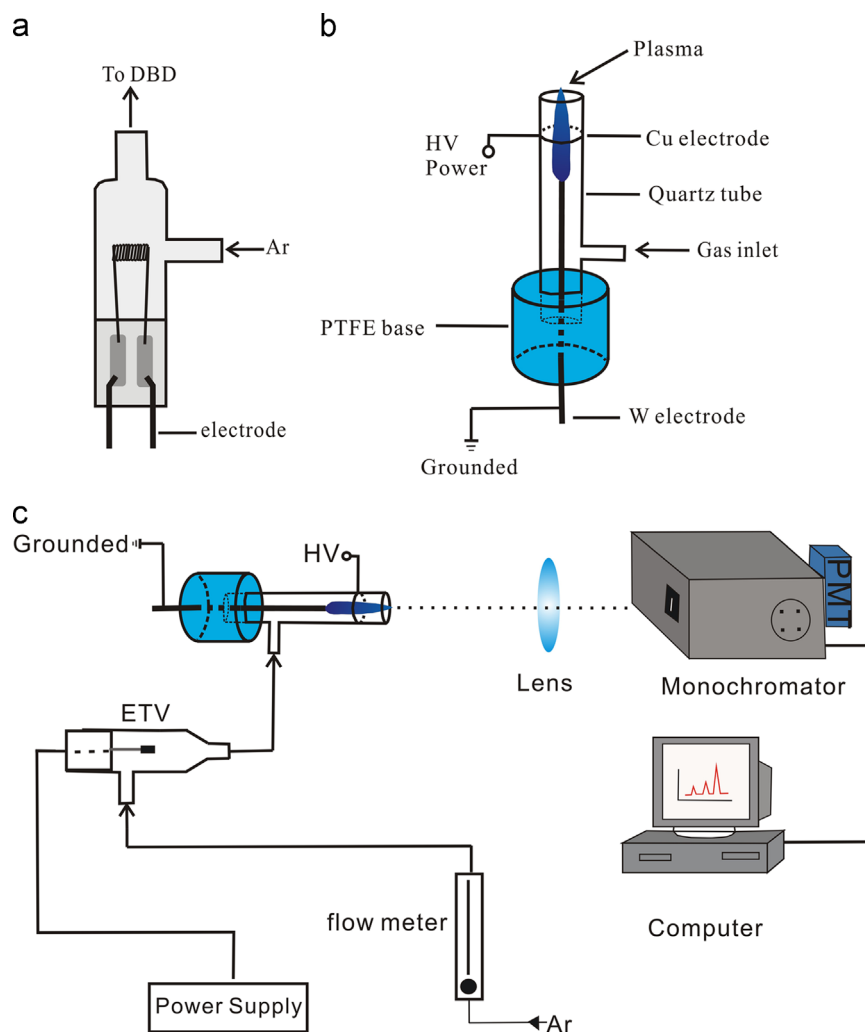 a
To DBD
Ar
electrode
b
Plasma
HV
Power
Cu electrode
Quartz tube
Gas inlet
PTFE base
W electrode
Grounded
c
Grounded
HV
PMT
Lens
Monochromator
ETV
flow meter
Computer
Power Supply
Ar